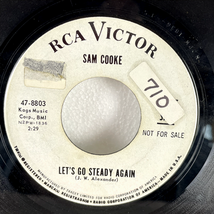 RCA VICTOR
SAM COOKE
47-8803
Kags Music
Corp., BMI
2:29
710
NOT FOR SALE
LET'S GO STEADY AGAIN
(J. W. Alexander)